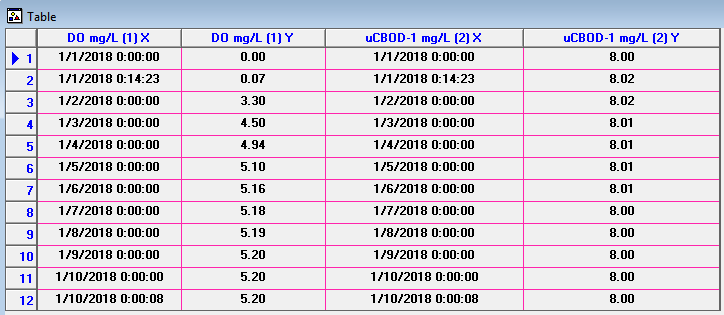 Table
DO mg/L (1) X DO mg/L (1) Y uCBOD-1 mg/L (2) X uCBOD-1 mg/L (2) Y
1 1/1/2018 0:00:00 0.00 1/1/2018 0:00:00 8.00
2 1/1/2018 0:14:23 0.07 1/1/2018 0:14:23 8.02
3 1/2/2018 0:00:00 3.30 1/2/2018 0:00:00 8.02
4 1/3/2018 0:00:00 4.50 1/3/2018 0:00:00 8.01
5 1/4/2018 0:00:00 4.94 1/4/2018 0:00:00 8.01
6 1/5/2018 0:00:00 5.10 1/5/2018 0:00:00 8.01
7 1/6/2018 0:00:00 5.16 1/6/2018 0:00:00 8.01
8 1/7/2018 0:00:00 5.18 1/7/2018 0:00:00 8.00
9 1/8/2018 0:00:00 5.19 1/8/2018 0:00:00 8.00
10 1/9/2018 0:00:00 5.20 1/9/2018 0:00:00 8.00
11 1/10/2018 0:00:00 5.20 1/10/2018 0:00:00 8.00
12 1/10/2018 0:00:08 5.20 1/10/2018 0:00:08 8.00